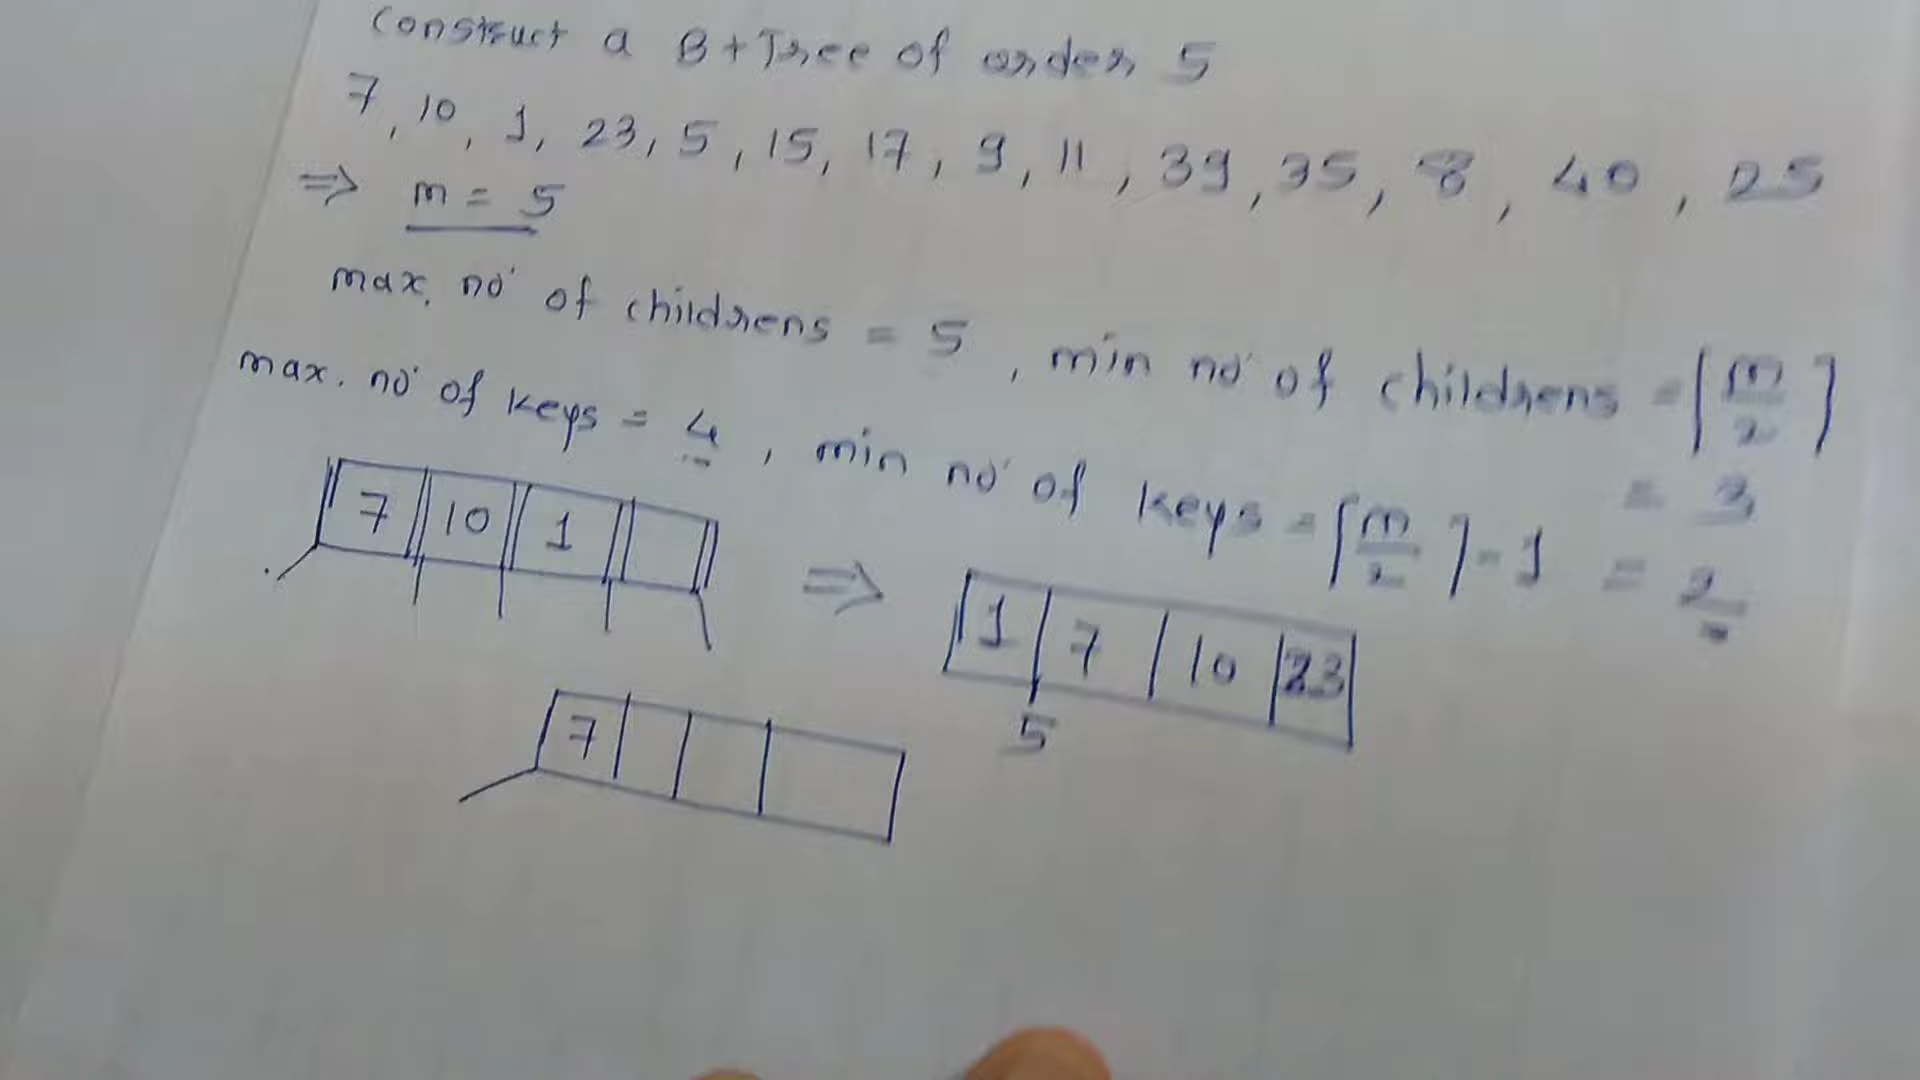 Construct a B+Tree of order 5
7, 10, 1, 23, 5, 15, 17, 9, 11, 39, 35, 8, 40, 25
⇒ m = 5
max. no of childrens = 5, min no of childrens = ⌈m/2⌉ = 3
max. no of keys = 4, min no of keys = ⌈m/2⌉ - 1 = 2
7 10 1 ⇒ 1 7 10 23
5
7